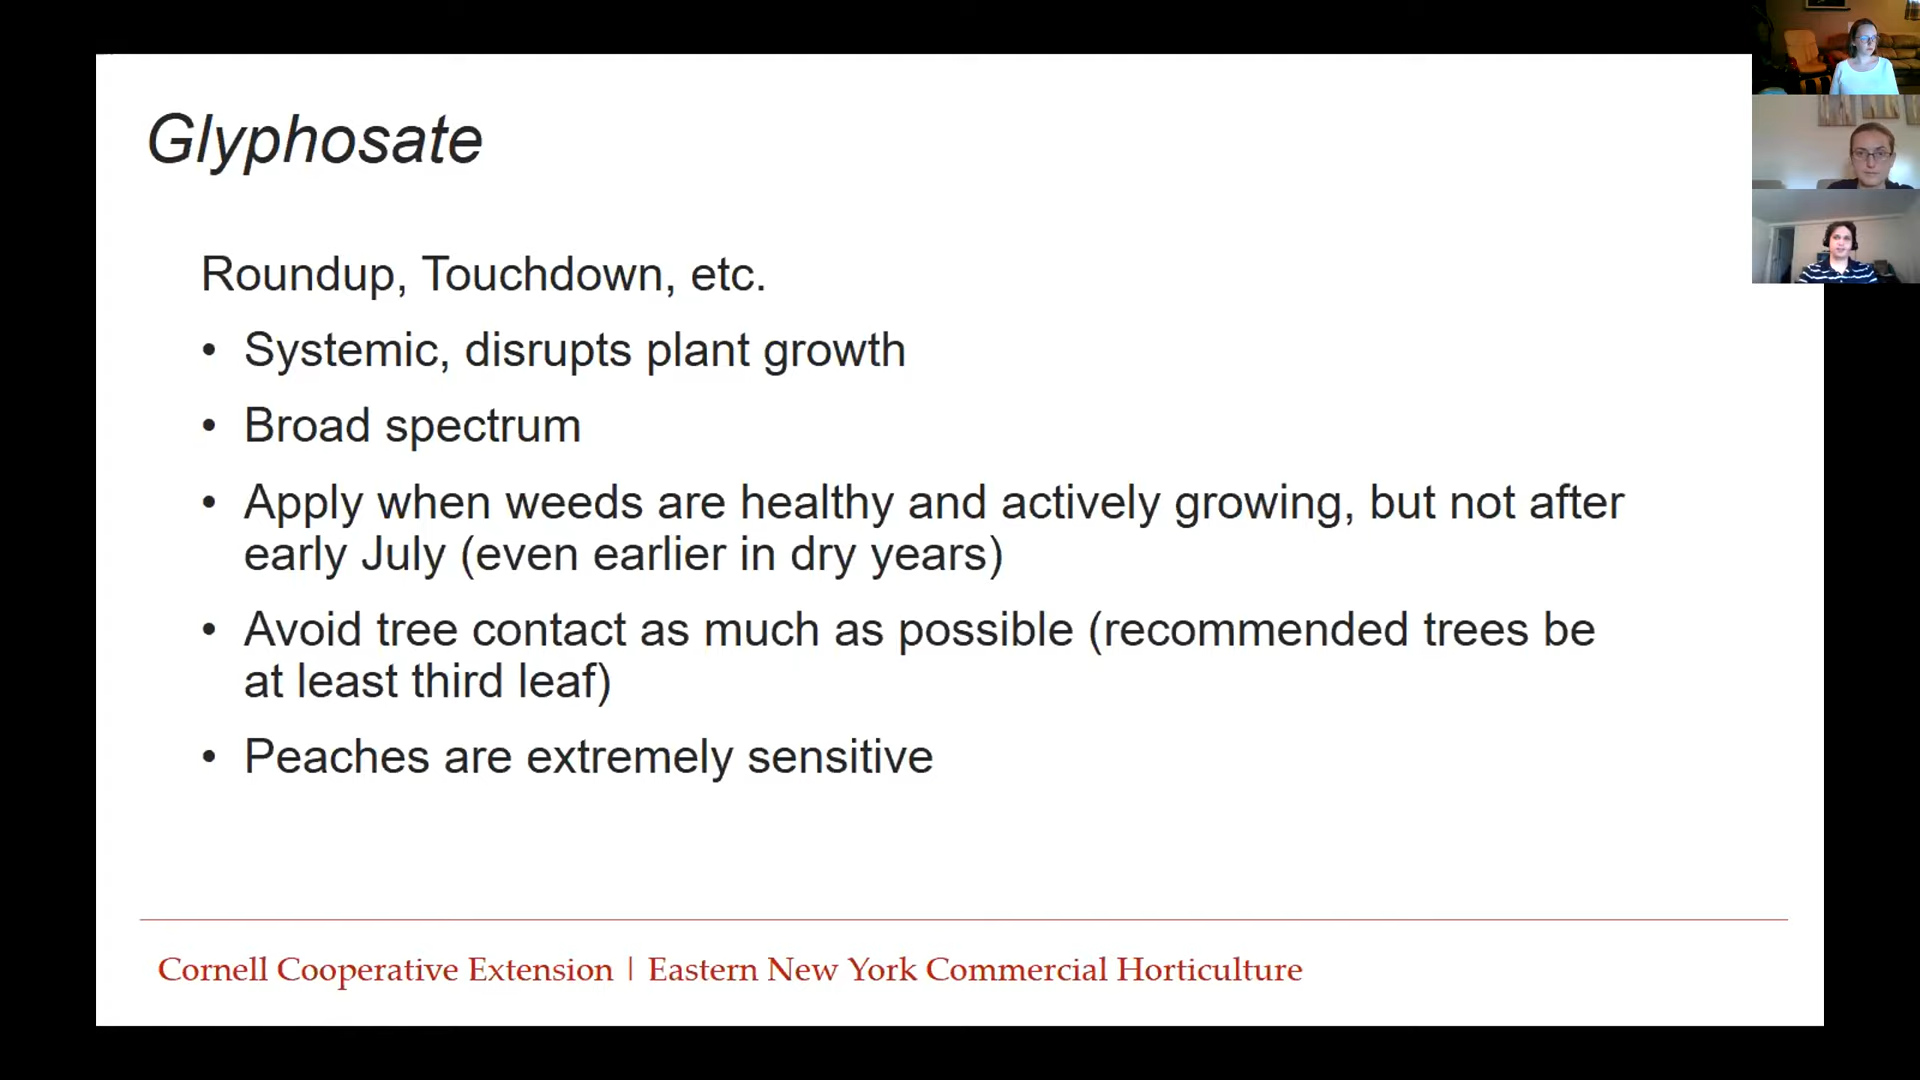 Glyphosate
Roundup, Touchdown, etc.
• Systemic, disrupts plant growth
• Broad spectrum
• Apply when weeds are healthy and actively growing, but not after
early July (even earlier in dry years)
• Avoid tree contact as much as possible (recommended trees be
at least third leaf)
• Peaches are extremely sensitive
Cornell Cooperative Extension | Eastern New York Commercial Horticulture